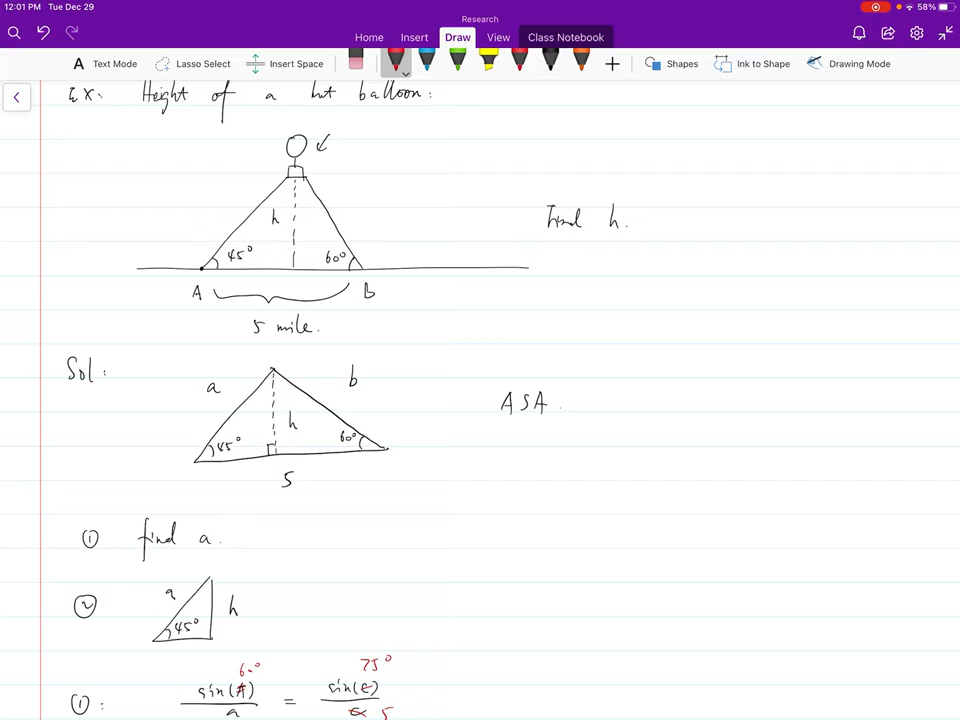 12:01 PM Tue Dec 29
58%
Research
Home Insert Draw View Class Notebook
Text Mode Lasso Select Insert Space Shapes Ink to Shape Drawing Mode
Ex: Height of a hot balloon:
h
45° 60°
Find h.
A B
5 mile.
Sol:
a b
h
45° 60°
5
ASA.
① find a.
② a h
45°
60° 75°
①: sin(A) = sin(C)
a c 5